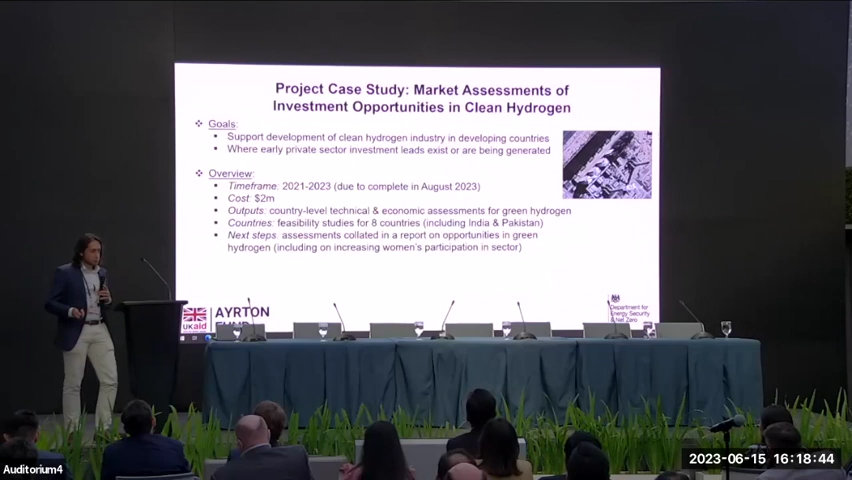 Project Case Study: Market Assessments of
Investment Opportunities in Clean Hydrogen
Goals:
Support development of clean hydrogen industry in developing countries
Where early private sector investment leads exist or are being generated
Overview:
Timeframe: 2021-2023 (due to complete in August 2023)
Cost: $2m
Outputs: country-level technical & economic assessments for green hydrogen
Countries: feasibility studies for 8 countries (including India & Pakistan)
Next steps: assessments collated in a report on opportunities in green
hydrogen (including on increasing women's participation in sector)
UKaid
AYRTON
FUND
Department for
Energy Security
& Net Zero
Auditorium4
2023-06-15 16:18:44